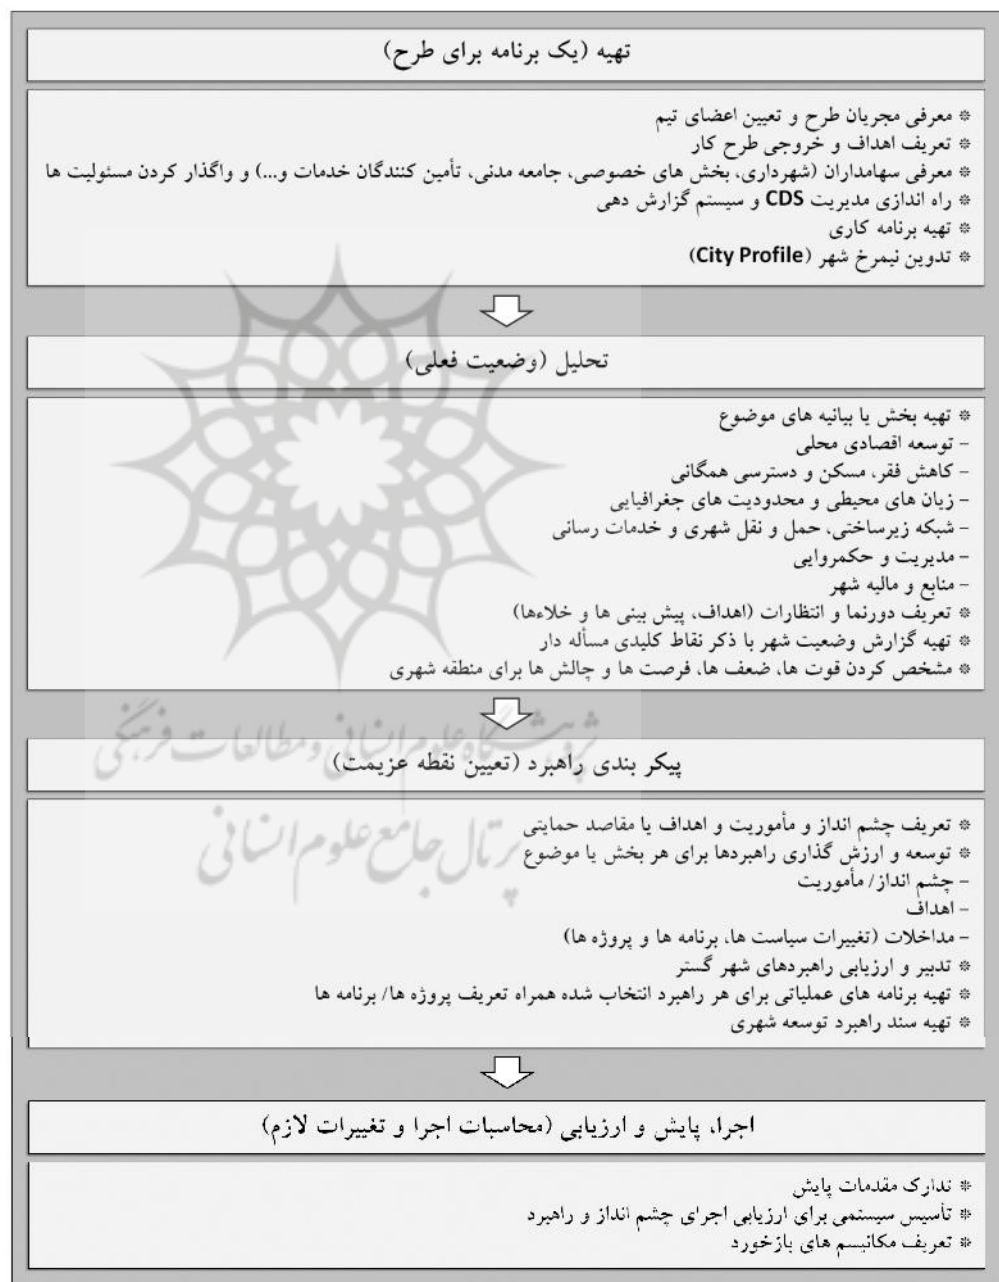 تهیه (یک برنامه برای طرح)
* معرفی مجریان طرح و تعیین اعضای تیم
* تعریف اهداف و خروجی طرح کار
* معرفی سهامداران (شهرداری، بخش های خصوصی، جامعه مدنی، تأمین کنندگان خدمات و...) و واگذار کردن مسئولیت ها
* راه اندازی مدیریت CDS و سیستم گزارش دهی
* تهیه برنامه کاری
* تدوین نیمرخ شهر (City Profile)
تحلیل (وضعیت فعلی)
* تهیه بخش یا بیانیه های موضوع
- توسعه اقصادی محلی
- کاهش فقر، مسکن و دسترسی همگانی
- زیان های محیطی و محدودیت های جغرافیایی
- شبکه زیرساختی، حمل و نقل شهری و خدمات رسانی
- مدیریت و حکمروایی
- منابع و مالیه شهر
* تعریف دورنما و انتظارات (اهداف، پیش بینی ها و خلاءها)
* تهیه گزارش وضعیت شهر با ذکر نقاط کلیدی مسأله دار
* مشخص کردن قوت ها، ضعف ها، فرصت ها و چالش ها برای منطقه شهری
پژوهشگاه علوم انسانی و مطالعات فرهنگی
پیکر بندی راهبرد (تعیین نقطه عزیمت)
* تعریف چشم انداز و مأموریت و اهداف یا مقاصد حمایتی
* توسعه و ارزش گذاری راهبردها برای هر بخش یا موضوع
پرتال جامع علوم انسانی
- چشم انداز/ مأموریت
- اهداف
- مداخلات (تغییرات سیاست ها، برنامه ها و پروژه ها)
* تدبیر و ارزیابی راهبردهای شهر گستر
* تهیه برنامه های عملیاتی برای هر راهبرد انتخاب شده همراه تعریف پروژه ها/ برنامه ها
* تهیه سند راهبرد توسعه شهری
اجرا، پایش و ارزیابی (محاسبات اجرا و تغییرات لازم)
* تدارک مقدمات پایش
* تأسیس سیستمی برای ارزیابی اجرای چشم انداز و راهبرد
* تعریف مکانیسم های بازخورد